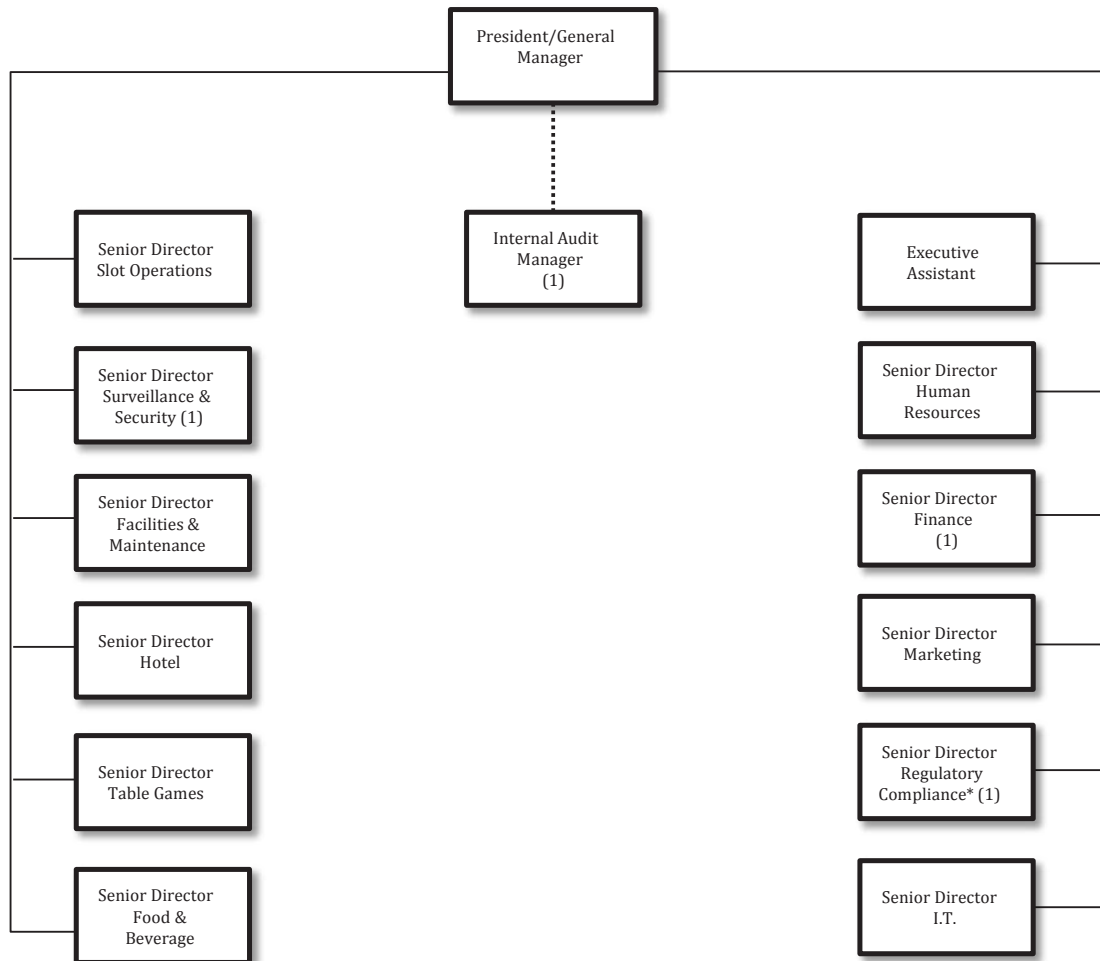 President/General
Manager
Senior Director
Slot Operations
Internal Audit
Manager
(1)
Executive
Assistant
Senior Director
Surveillance &
Security (1)
Senior Director
Human
Resources
Senior Director
Facilities &
Maintenance
Senior Director
Finance
(1)
Senior Director
Hotel
Senior Director
Marketing
Senior Director
Table Games
Senior Director
Regulatory
Compliance* (1)
Senior Director
Food &
Beverage
Senior Director
I.T.